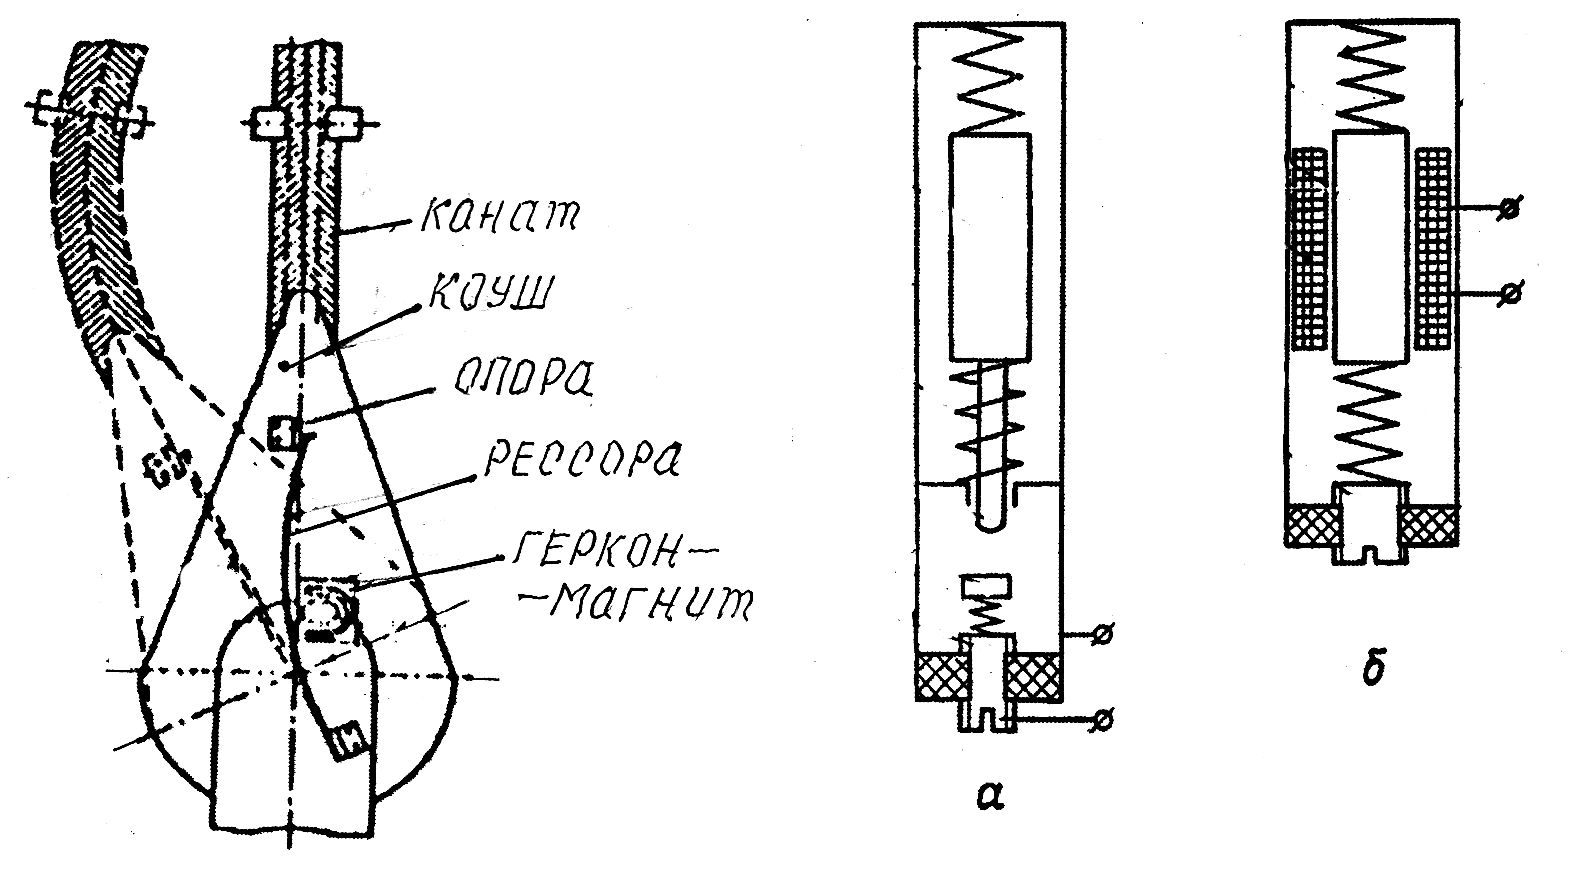 КАНАТ
КОУШ
ОПОРА
РЕССОРА
ГЕРКОН-
-МАГНИТ
а
б